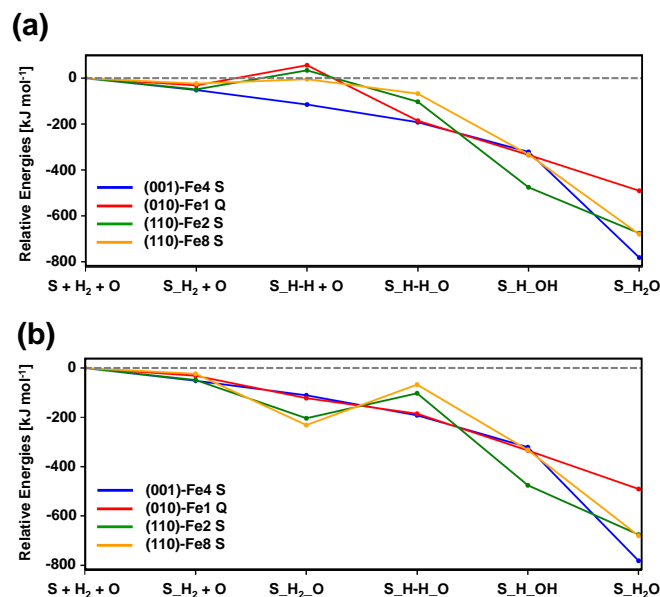 (a)
Relative Energies [kJ mol⁻¹]
0
-200
-400
-600
-800
(001)-Fe4 S
(010)-Fe1 Q
(110)-Fe2 S
(110)-Fe8 S
S + H₂ + O S_H₂ + O S_H-H + O S_H-H_O S_H_OH S_H₂O
(b)
Relative Energies [kJ mol⁻¹]
0
-200
-400
-600
-800
(001)-Fe4 S
(010)-Fe1 Q
(110)-Fe2 S
(110)-Fe8 S
S + H₂ + O S_H₂ + O S_H₂_O S_H-H_O S_H_OH S_H₂O